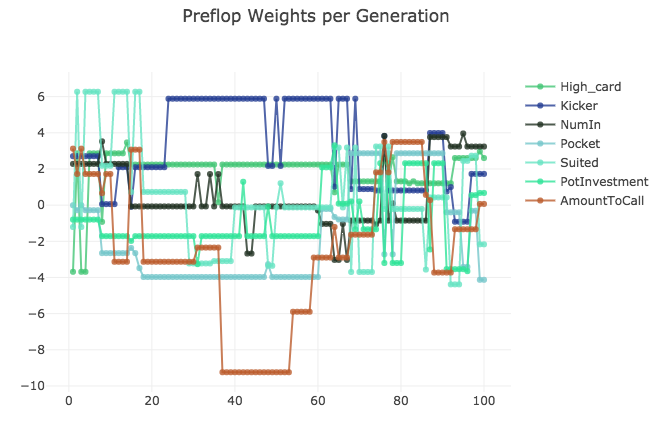 Preflop Weights per Generation
High_card
Kicker
NumIn
Pocket
Suited
PotInvestment
AmountToCall
6
4
2
0
−2
−4
−6
−8
−10
0 20 40 60 80 100